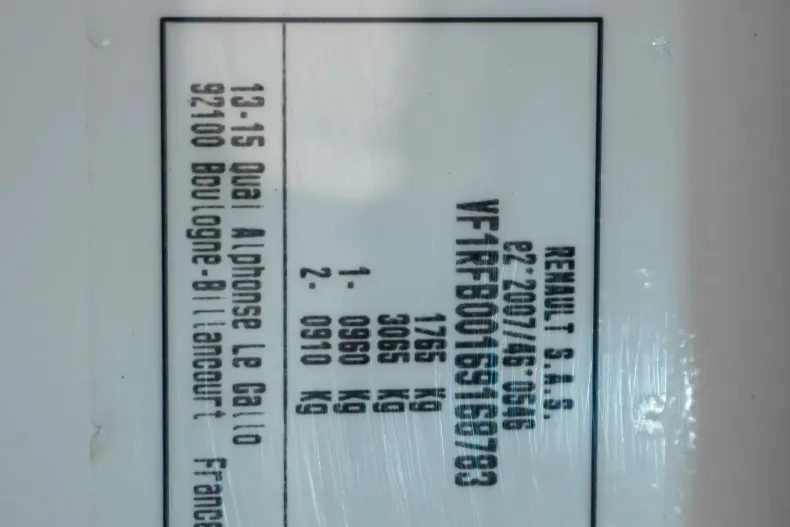 RENAULT S.A.S.
e2*2007/46*0546
VF1RFB00169168783
1765 Kg
3065 Kg
1- 0960 Kg
2- 0910 Kg
13-15 Quai Alphonse Le Gallo
92100 Boulogne-Billancourt France